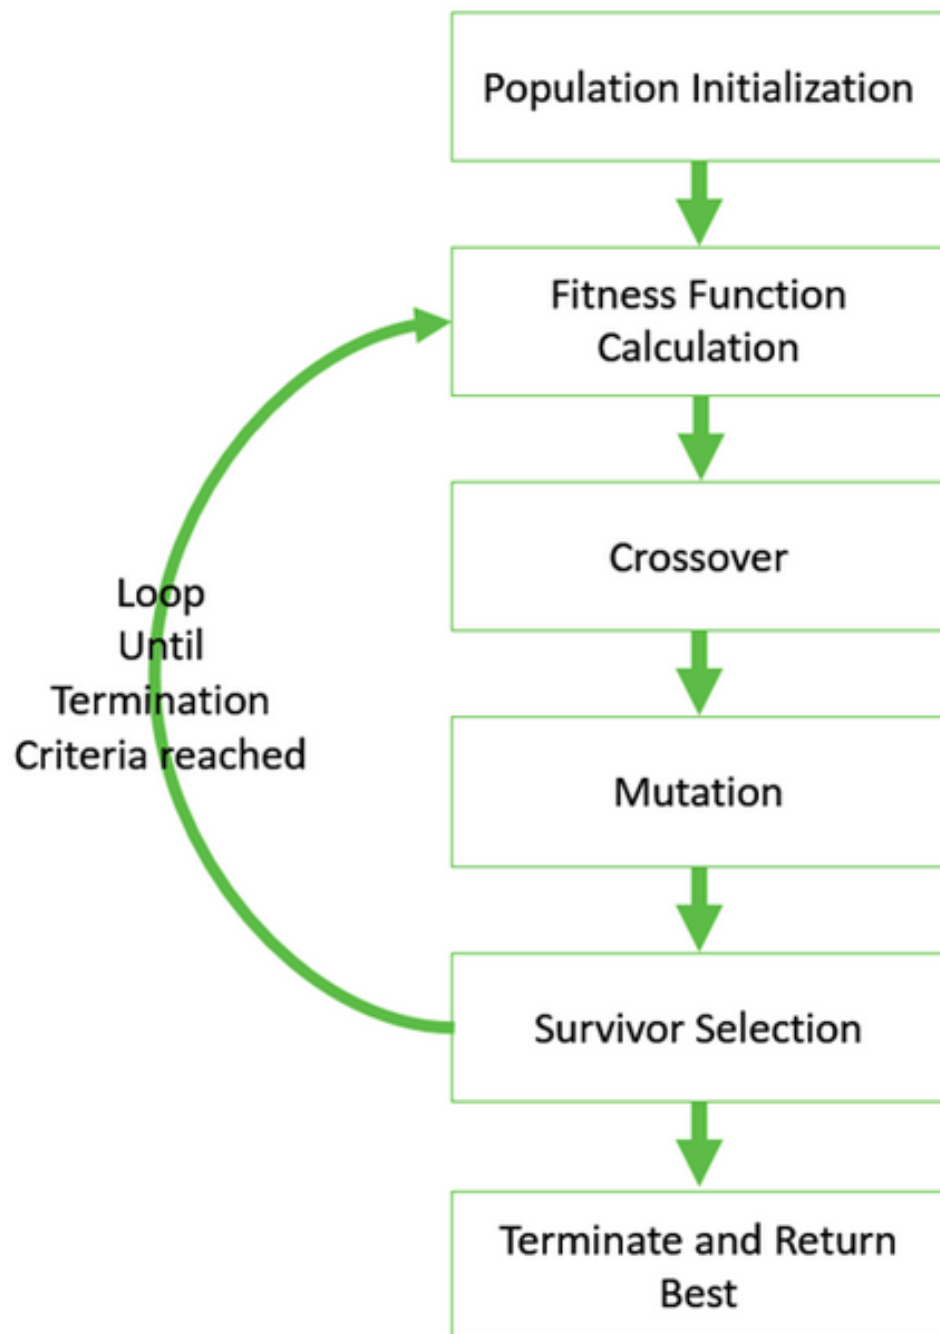 Population Initialization
Fitness Function
Calculation
Crossover
Loop
Until
Termination
Criteria reached
Mutation
Survivor Selection
Terminate and Return
Best